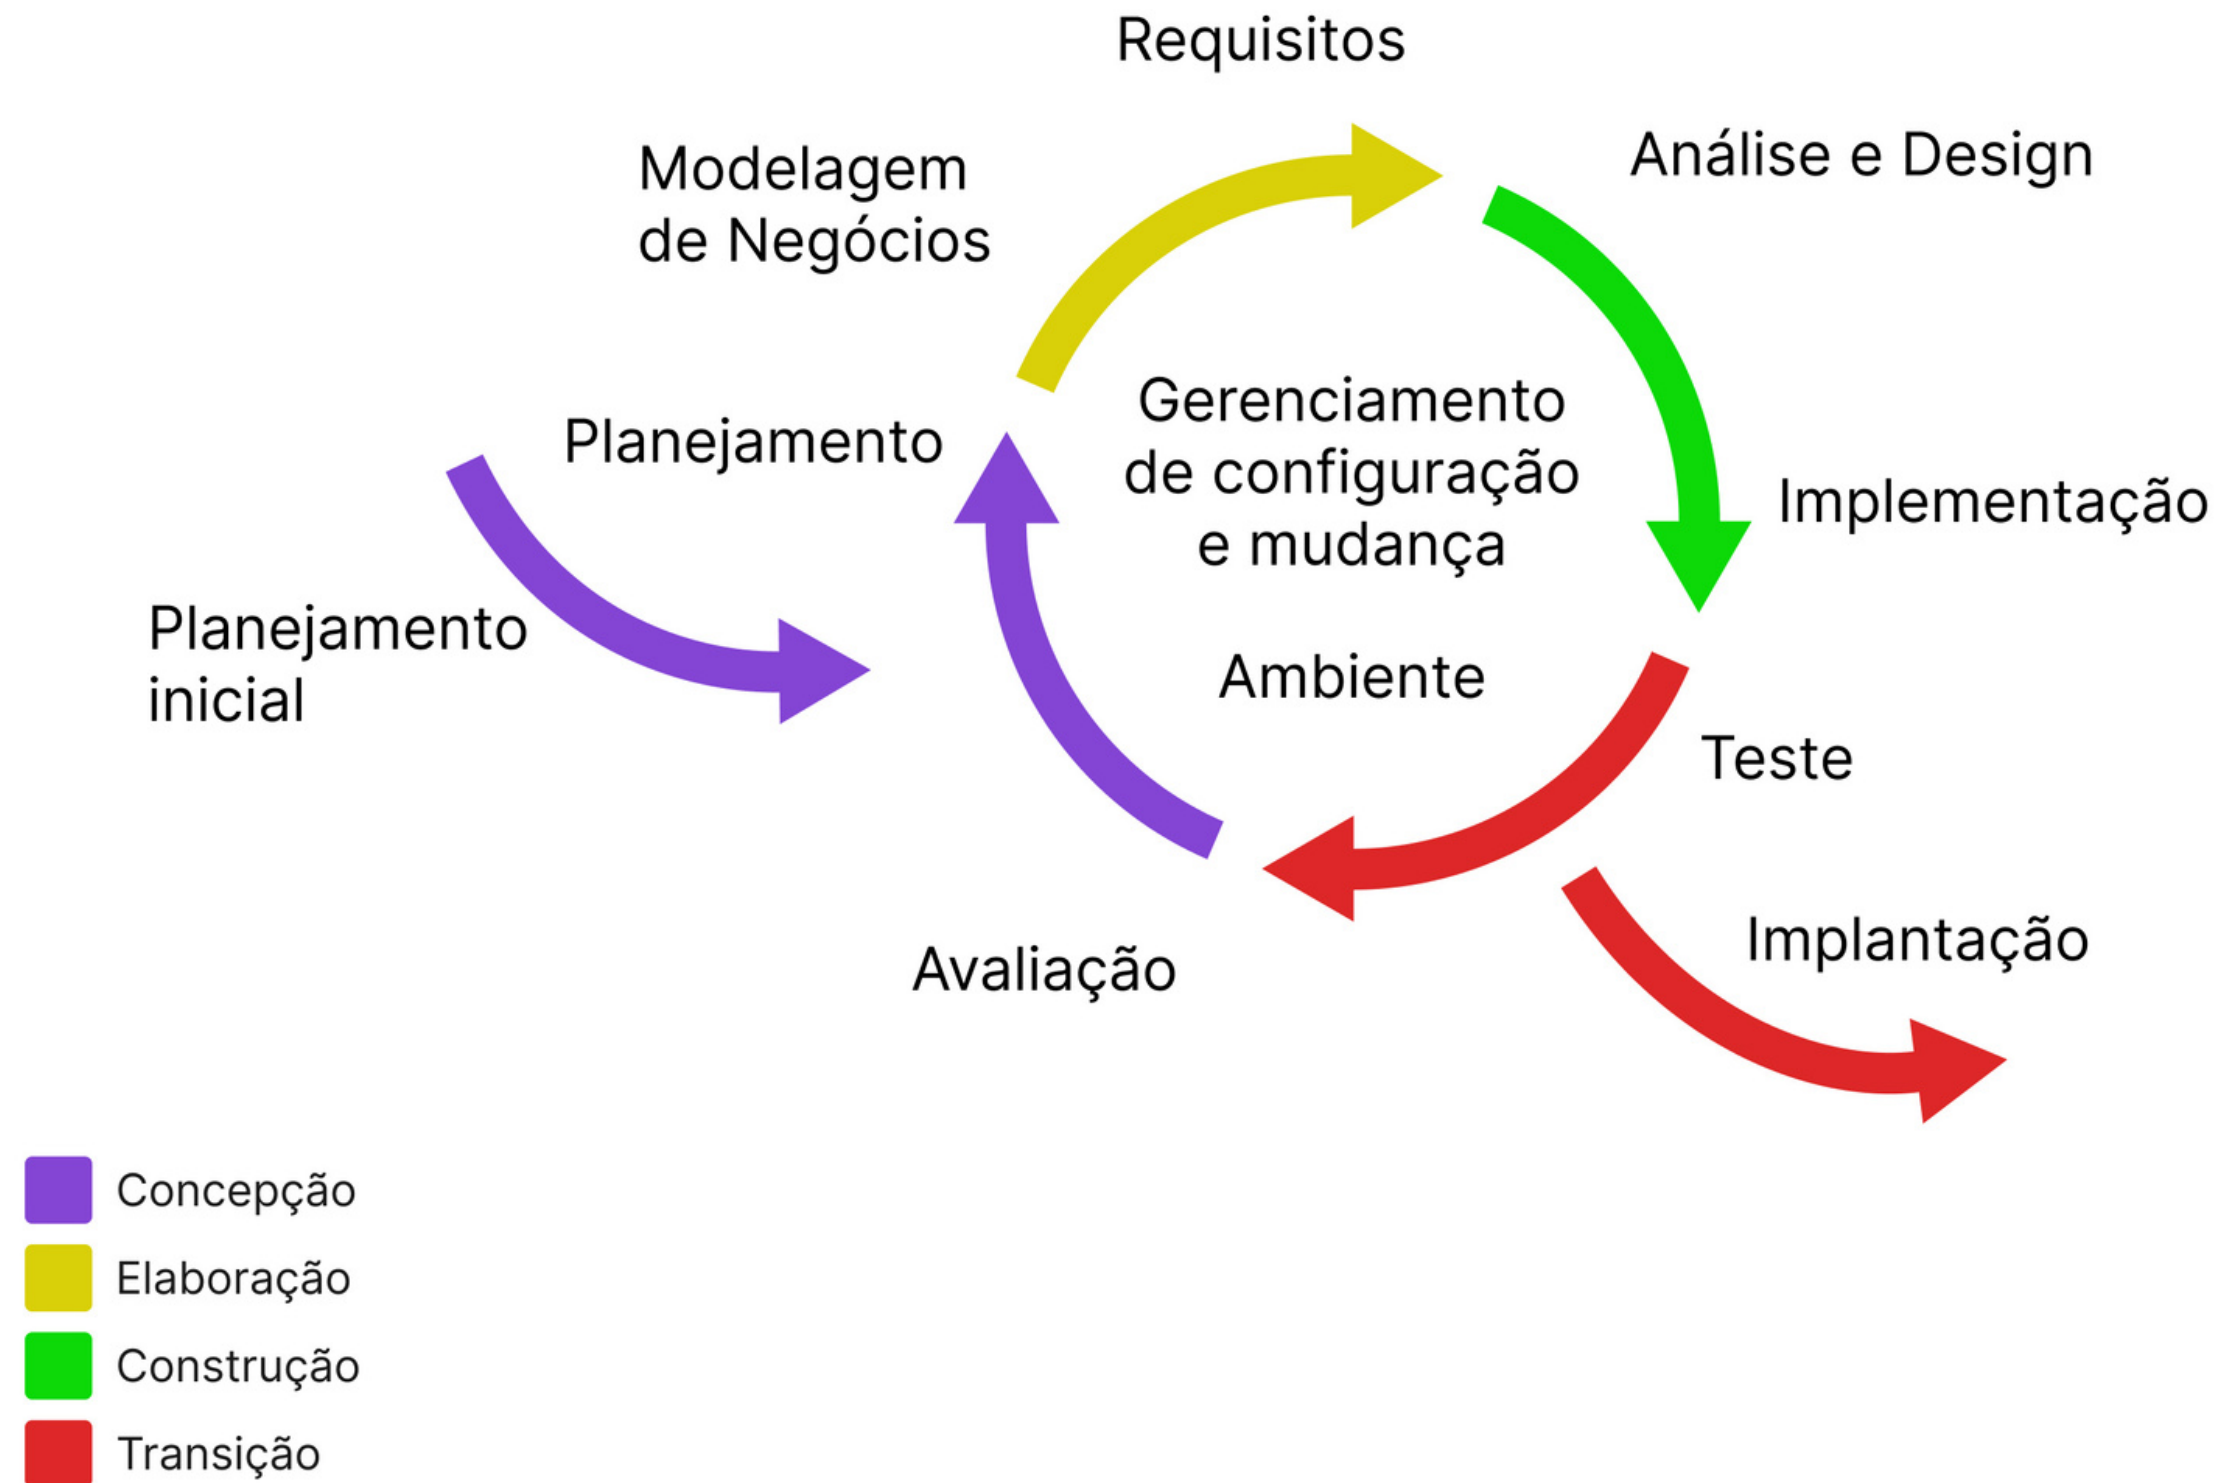 Requisitos
Análise e Design
Modelagem
de Negócios
Planejamento
Gerenciamento
de configuração
e mudança
Implementação
Planejamento
inicial
Ambiente
Teste
Avaliação
Implantação
Concepção
Elaboração
Construção
Transição